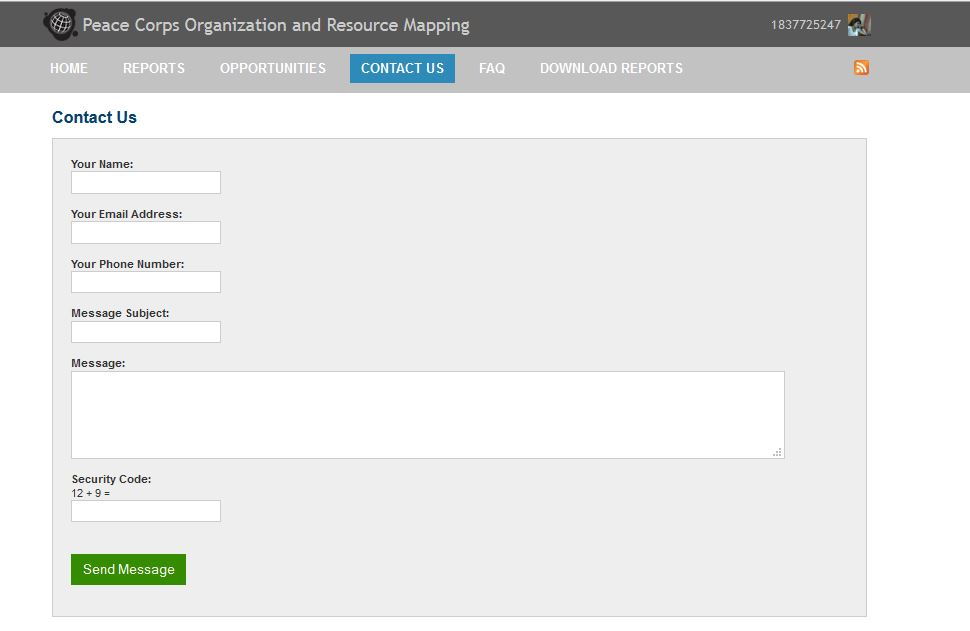 Peace Corps Organization and Resource Mapping
1837725247
HOME REPORTS OPPORTUNITIES CONTACT US FAQ DOWNLOAD REPORTS
Contact Us
Your Name:
Your Email Address:
Your Phone Number:
Message Subject:
Message:
Security Code:
12 + 9 =
Send Message